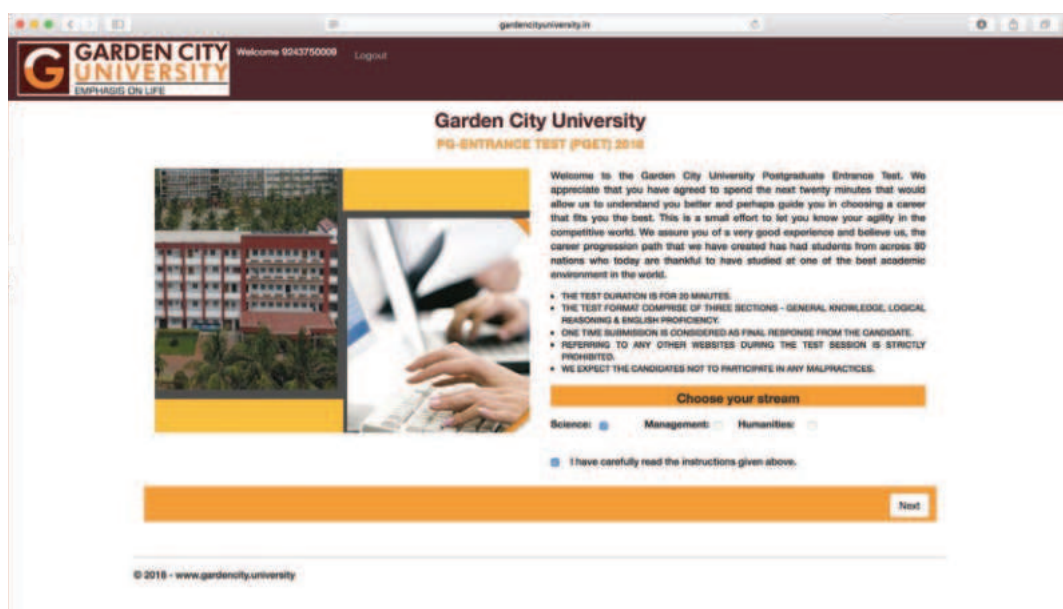 gardencityuniversity.in
GARDEN CITY
UNIVERSITY
EMPHASIS ON LIFE
Welcome 9243750009
Logout
Garden City University
PG-ENTRANCE TEST (PGET) 2018
Welcome to the Garden City University Postgraduate Entrance Test. We
appreciate that you have agreed to spend the next twenty minutes that would
allow us to understand you better and perhaps guide you in choosing a career
that fits you the best. This is a small effort to let you know your agility in the
competitive world. We assure you of a very good experience and believe us, the
career progression path that we have created has had students from across 80
nations who today are thankful to have studied at one of the best academic
environment in the world.
• THE TEST DURATION IS FOR 20 MINUTES.
• THE TEST FORMAT COMPRISE OF THREE SECTIONS - GENERAL KNOWLEDGE, LOGICAL
REASONING & ENGLISH PROFICIENCY.
• ONE TIME SUBMISSION IS CONSIDERED AS FINAL RESPONSE FROM THE CANDIDATE.
• REFERRING TO ANY OTHER WEBSITES DURING THE TEST SESSION IS STRICTLY
PROHIBITED.
• WE EXPECT THE CANDIDATES NOT TO PARTICIPATE IN ANY MALPRACTICES.
Choose your stream
Science: Management: Humanities:
I have carefully read the instructions given above.
Next
© 2018 - www.gardencity.university